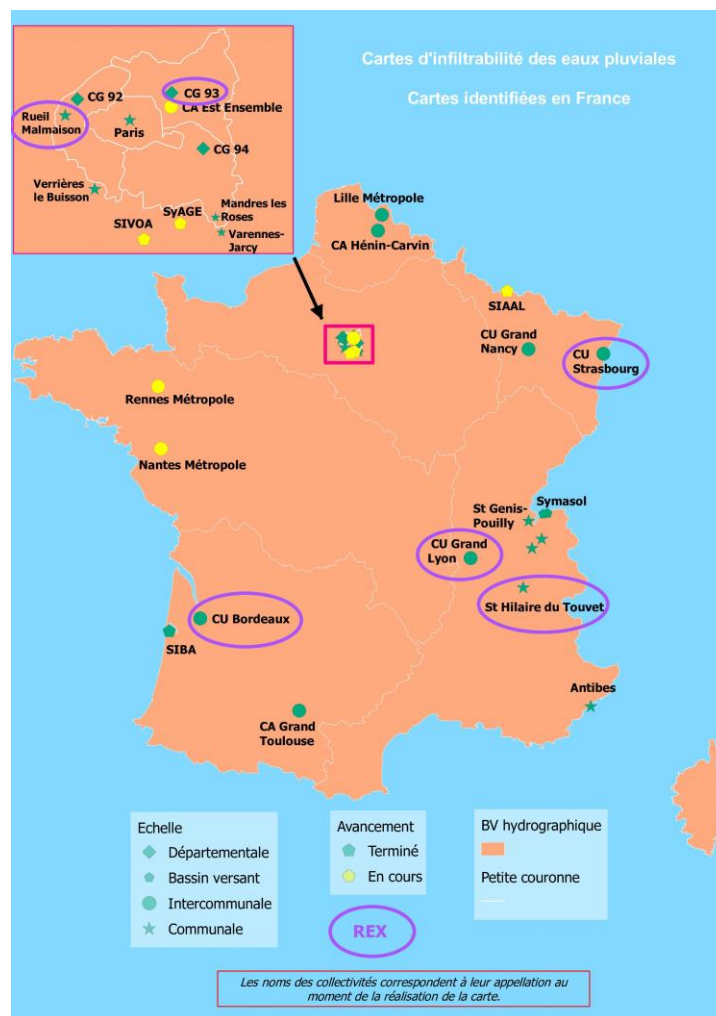 Cartes d'infiltrabilité des eaux pluviales
Cartes identifiées en France
CG 92
CG 93
CA Est Ensemble
Rueil
Malmaison
Paris
CG 94
Verrières
le Buisson
SyAGE
Mandres les
Roses
SIVOA
Varennes-
Jarcy
Lille Métropole
CA Hénin-Carvin
SIAAL
CU Grand
Nancy
CU
Strasbourg
Rennes Métropole
Nantes Métropole
St Genis-
Pouilly
Symasol
CU Grand
Lyon
St Hilaire du Touvet
CU Bordeaux
SIBA
Antibes
CA Grand
Toulouse
Echelle
Départementale
Bassin versant
Intercommunale
Communale
Avancement
Terminé
En cours
REX
BV hydrographique
Petite couronne
Les noms des collectivités correspondent à leur appellation au
moment de la réalisation de la carte.